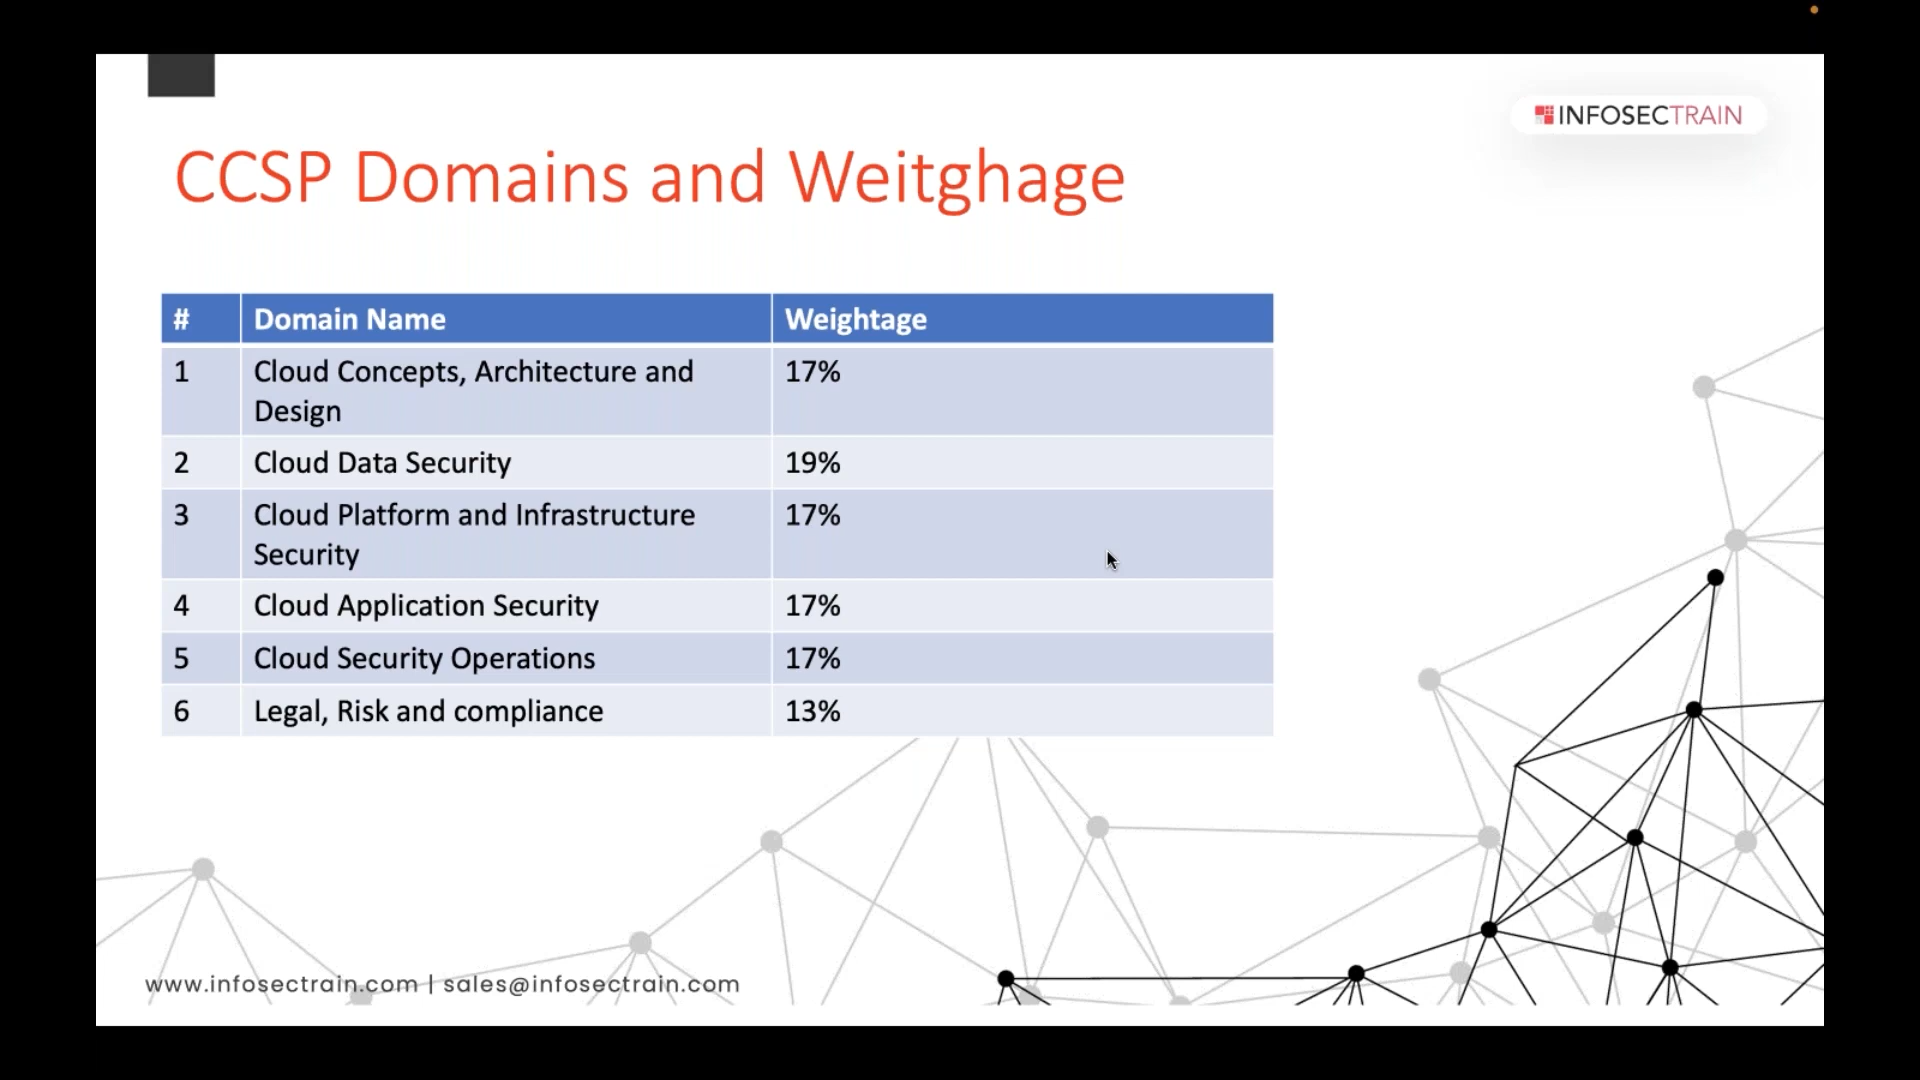 INFOSECTRAIN
CCSP Domains and Weitghage
# Domain Name Weightage
1 Cloud Concepts, Architecture and 17%
Design
2 Cloud Data Security 19%
3 Cloud Platform and Infrastructure 17%
Security
4 Cloud Application Security 17%
5 Cloud Security Operations 17%
6 Legal, Risk and compliance 13%
www.infosectrain.com | sales@infosectrain.com